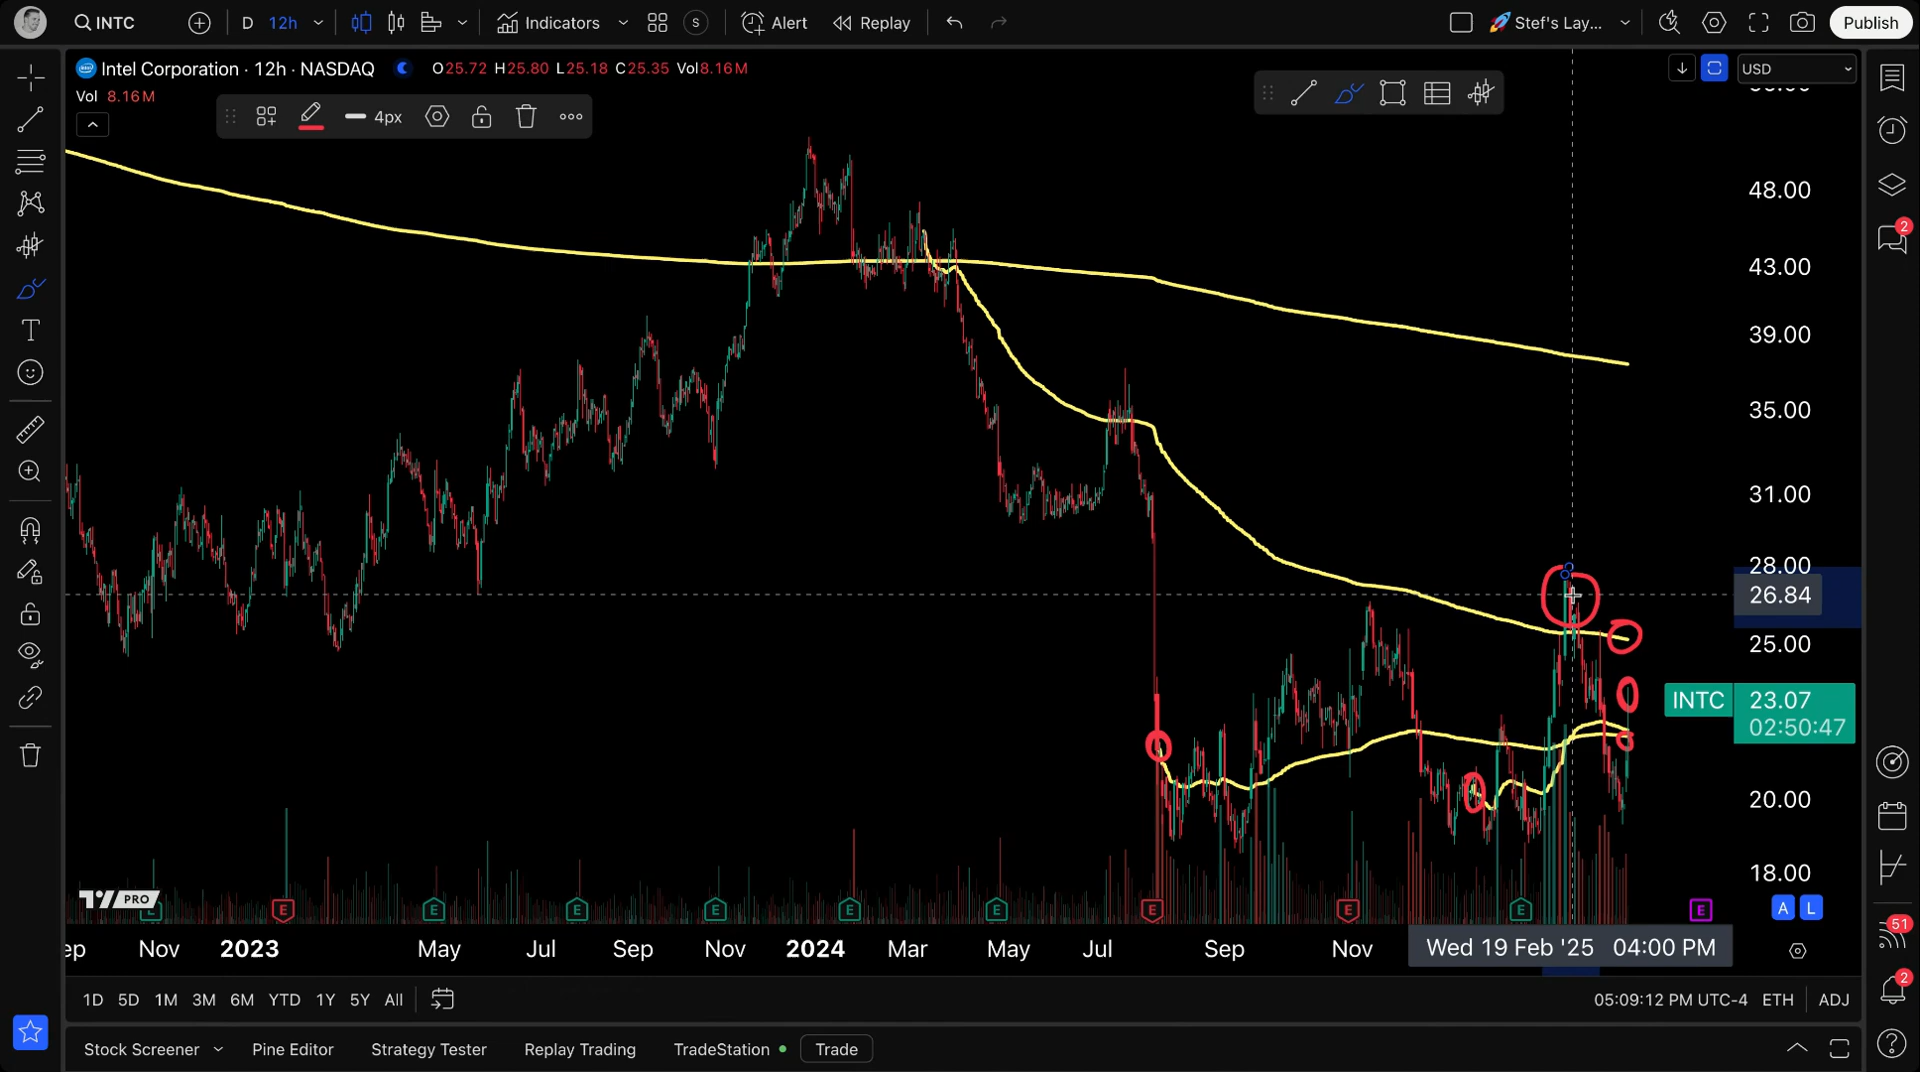 INTC
D 12h
Indicators
S
Alert
Replay
Stef's Lay...
Publish
Intel Corporation · 12h · NASDAQ
O25.72 H25.80 L25.18 C25.35 Vol8.16M
USD
Vol 8.16M
4px
48.00
43.00
39.00
35.00
31.00
28.00
26.84
25.00
INTC 23.07
02:50:47
20.00
18.00
2
PRO
E E E E E E E E E E E
A L
Nov 2023 May Jul Sep Nov 2024 Mar May Jul Sep Nov
Wed 19 Feb '25 04:00 PM
51
2
1D 5D 1M 3M 6M YTD 1Y 5Y All
05:09:12 PM UTC-4 ETH ADJ
Stock Screener Pine Editor Strategy Tester Replay Trading TradeStation Trade